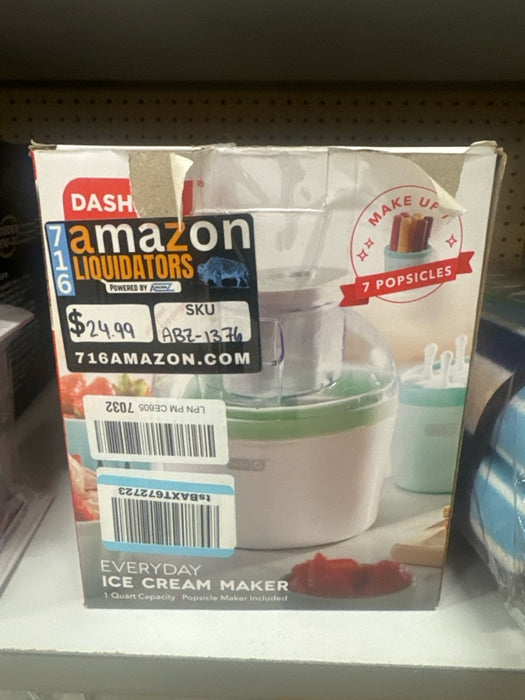 DASH
MAKE UP T
7 POPSICLES
716
amazon
LIQUIDATORS
POWERED BY
$24.99
SKU
ABZ-1376
716AMAZON.COM
LPN PM CE605 7032
tsBAXT672723
EVERYDAY
ICE CREAM MAKER
1 Quart Capacity Popsicle Maker Included